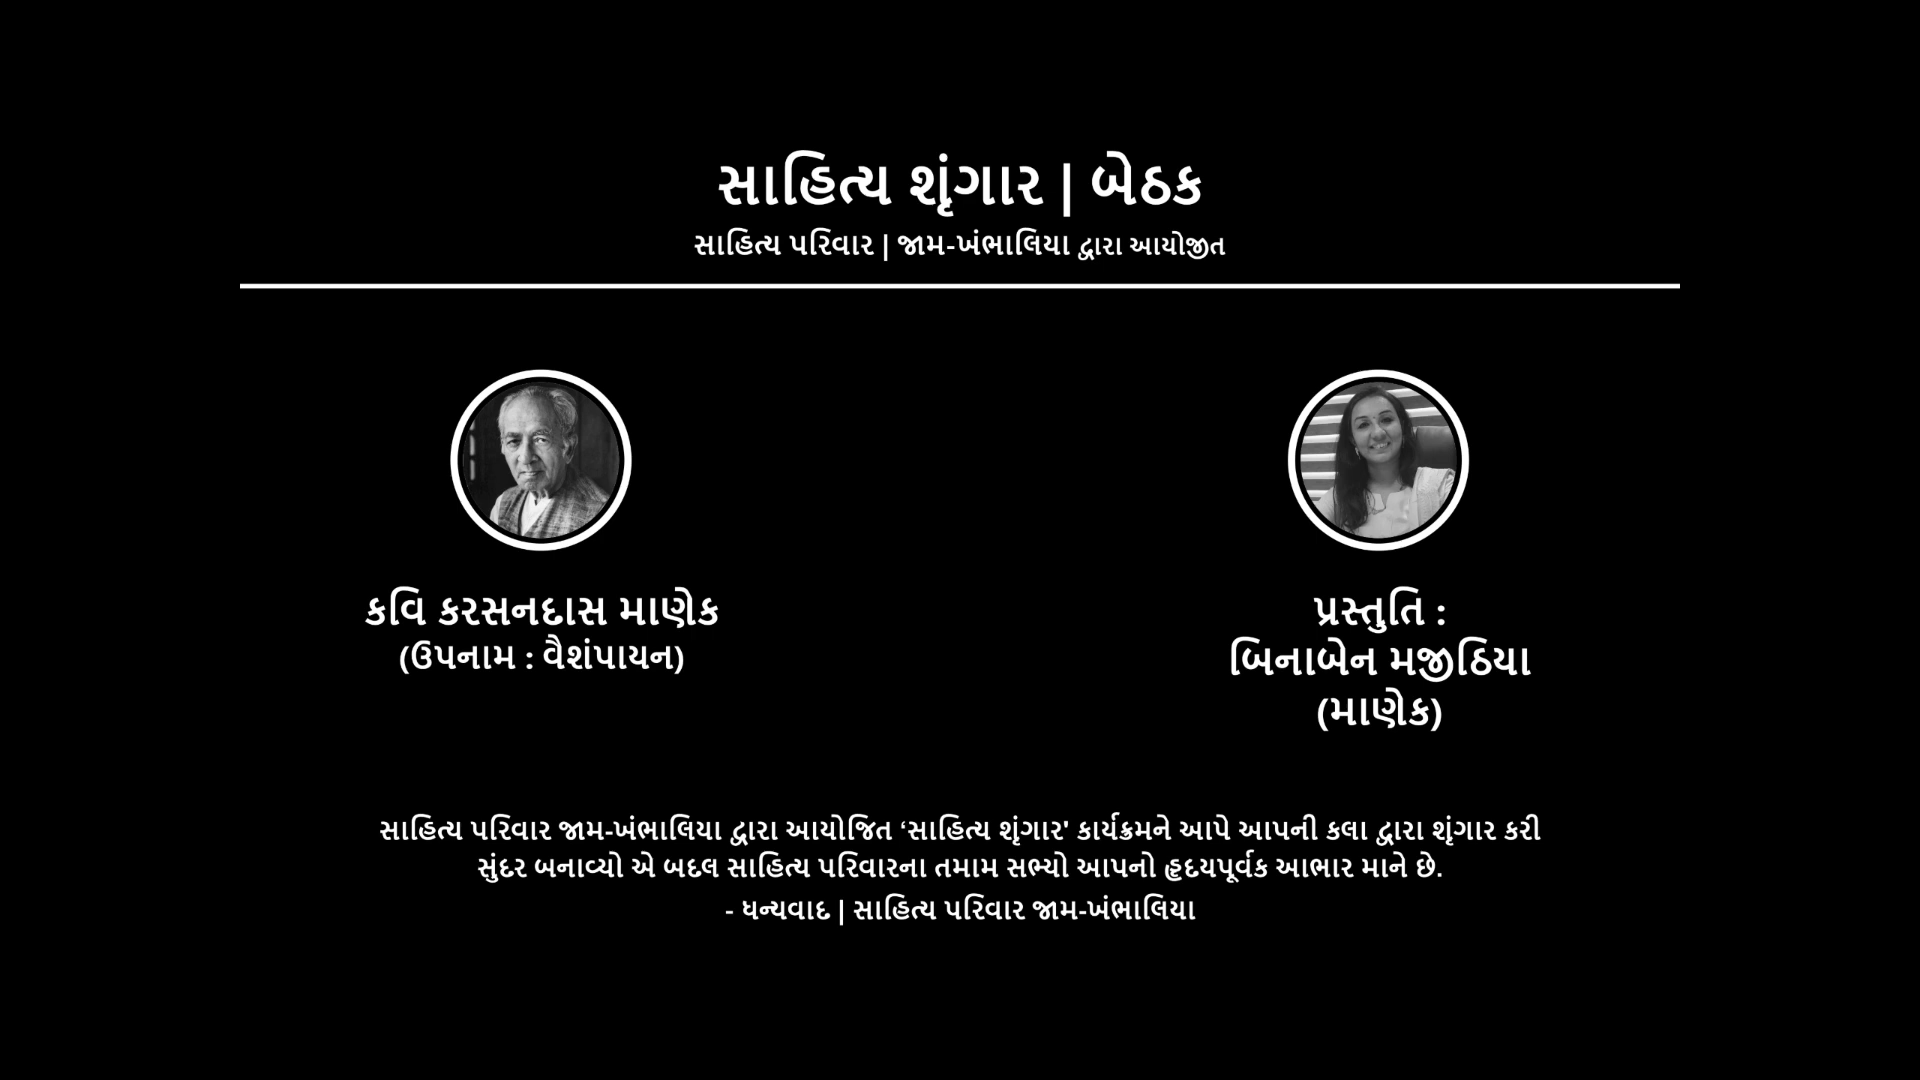 સાહિત્ય શૃંગાર | બેઠક
સાહિત્ય પરિવાર | જામ-ખંભાલિયા દ્વારા આયોજીત
કવિ કરસનદાસ માણેક
(ઉપનામ : વૈશંપાયન)
પ્રસ્તુતિ :
બિનાબેન મજીઠિયા
(માણેક)
સાહિત્ય પરિવાર જામ-ખંભાલિયા દ્વારા આયોજિત ‘સાહિત્ય શૃંગાર' કાર્યક્રમને આપે આપની કલા દ્વારા શૃંગાર કરી
સુંદર બનાવ્યો એ બદલ સાહિત્ય પરિવારના તમામ સભ્યો આપનો હૃદયપૂર્વક આભાર માને છે.
- ધન્યવાદ | સાહિત્ય પરિવાર જામ-ખંભાલિયા